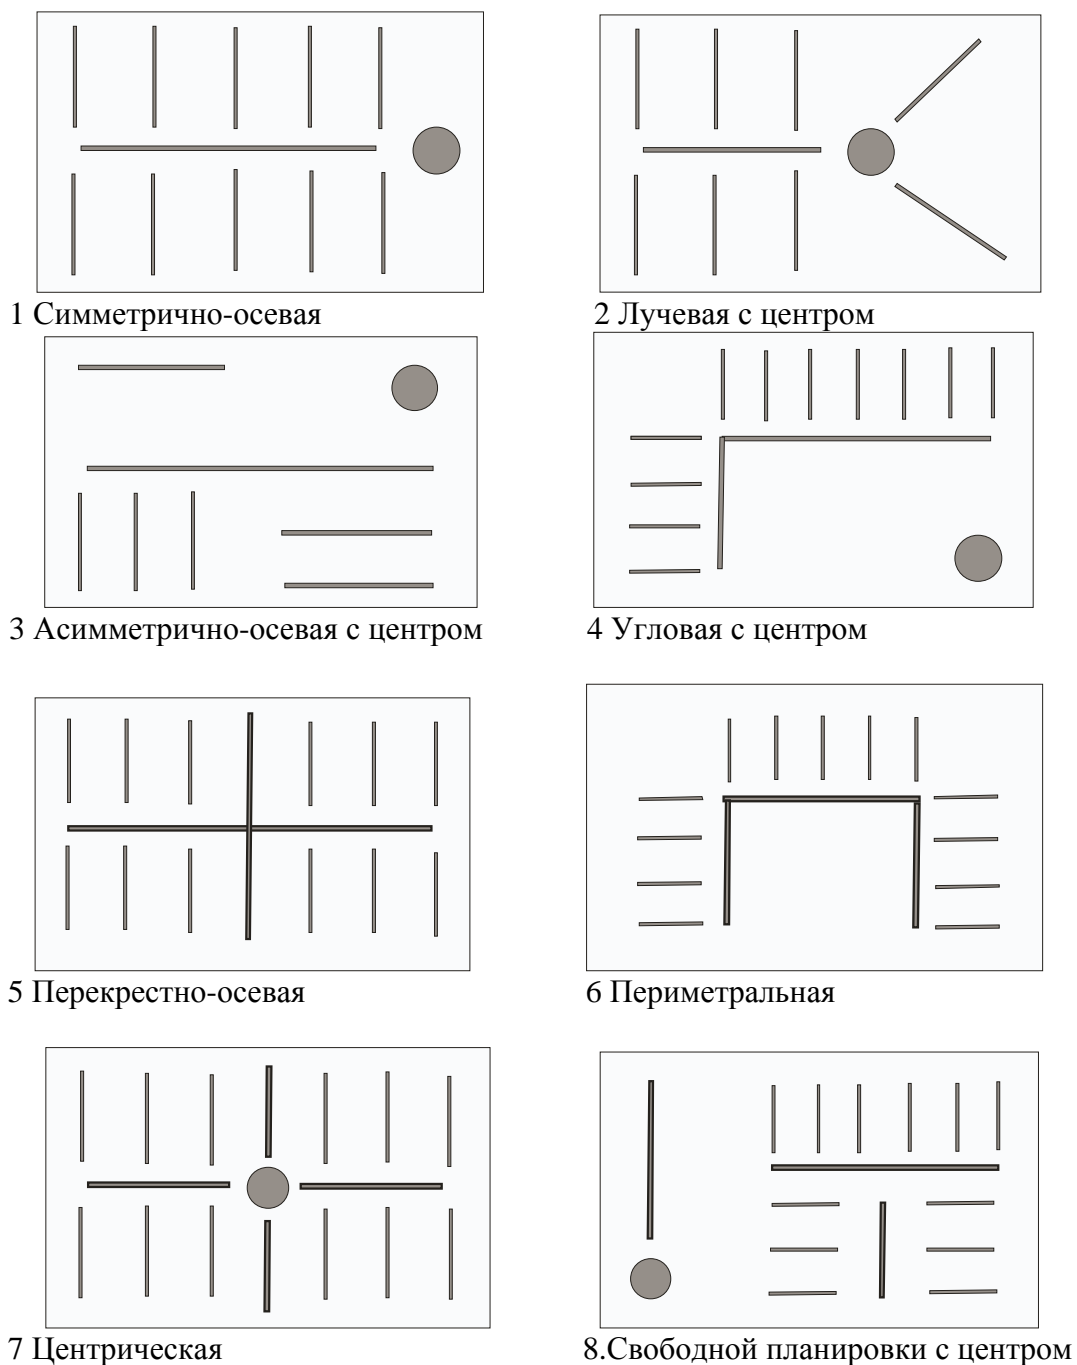 1 Симметрично-осевая
2 Лучевая с центром
3 Асимметрично-осевая с центром
4 Угловая с центром
5 Перекрестно-осевая
6 Периметральная
7 Центрическая
8.Свободной планировки с центром